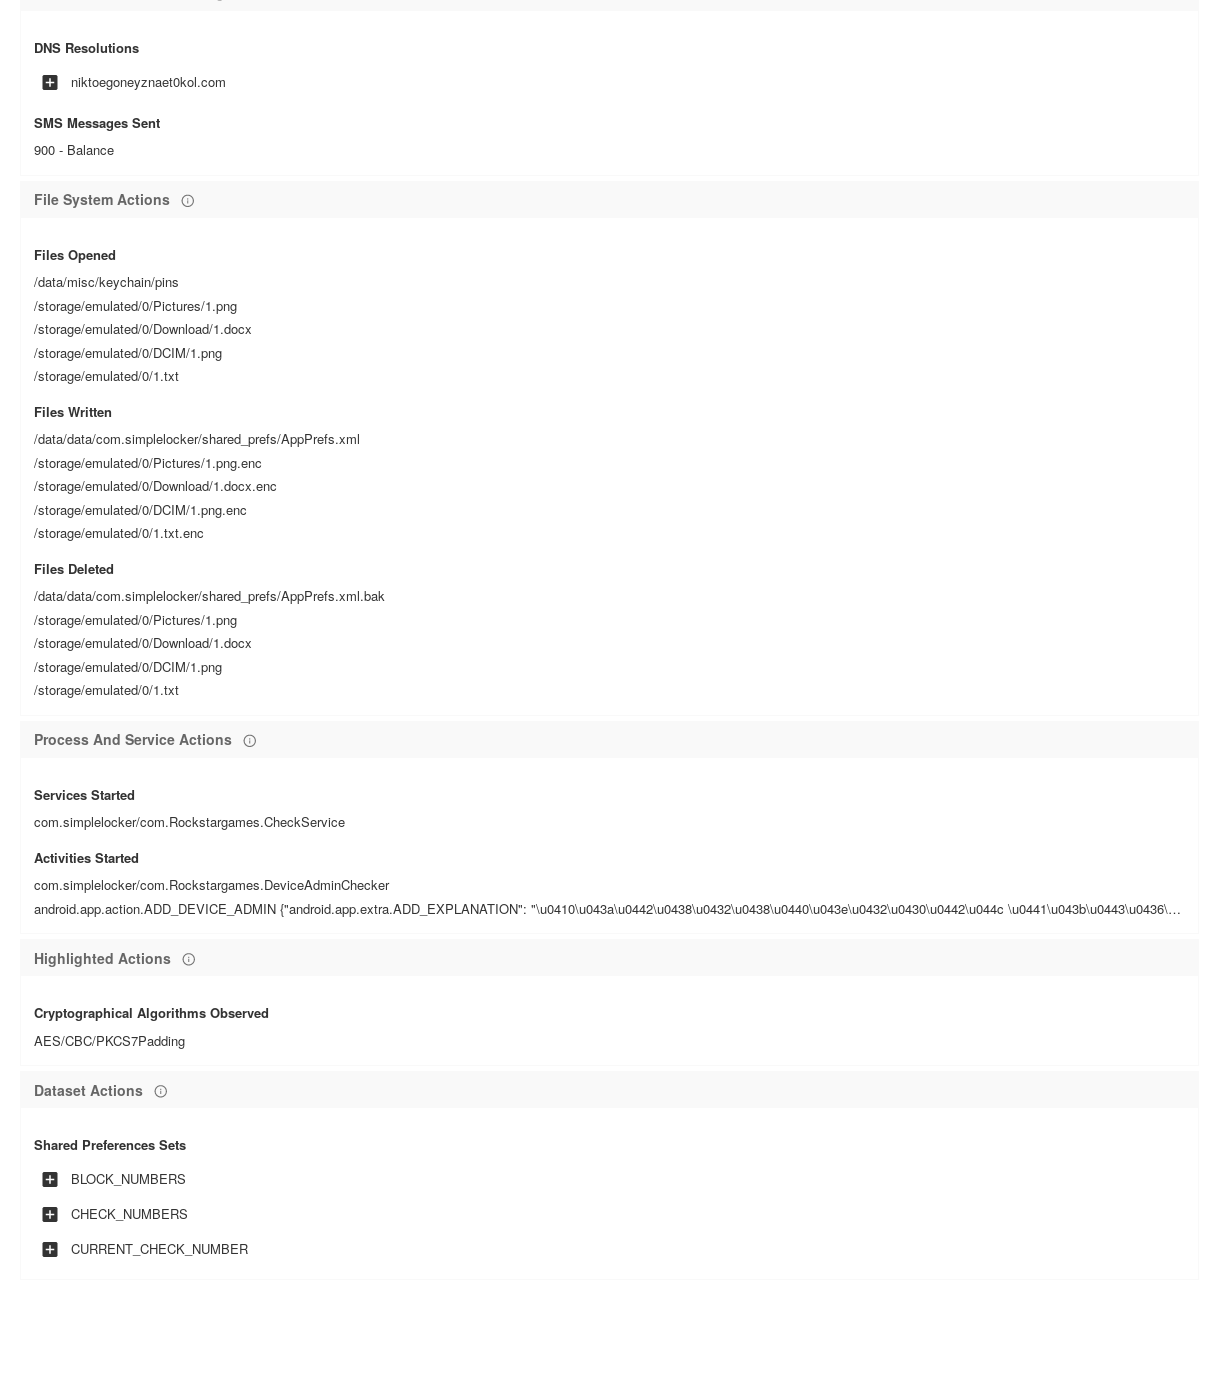 DNS Resolutions
niktoegoneyznaet0kol.com
SMS Messages Sent
900 - Balance
File System Actions
Files Opened
/data/misc/keychain/pins
/storage/emulated/0/Pictures/1.png
/storage/emulated/0/Download/1.docx
/storage/emulated/0/DCIM/1.png
/storage/emulated/0/1.txt
Files Written
/data/data/com.simplelocker/shared_prefs/AppPrefs.xml
/storage/emulated/0/Pictures/1.png.enc
/storage/emulated/0/Download/1.docx.enc
/storage/emulated/0/DCIM/1.png.enc
/storage/emulated/0/1.txt.enc
Files Deleted
/data/data/com.simplelocker/shared_prefs/AppPrefs.xml.bak
/storage/emulated/0/Pictures/1.png
/storage/emulated/0/Download/1.docx
/storage/emulated/0/DCIM/1.png
/storage/emulated/0/1.txt
Process And Service Actions
Services Started
com.simplelocker/com.Rockstargames.CheckService
Activities Started
com.simplelocker/com.Rockstargames.DeviceAdminChecker
android.app.action.ADD_DEVICE_ADMIN {"android.app.extra.ADD_EXPLANATION": "\u0410\u043a\u0442\u0438\u0432\u0438\u0440\u043e\u0432\u0430\u0442\u044c \u0441\u043b\u0443\u0436\…
Highlighted Actions
Cryptographical Algorithms Observed
AES/CBC/PKCS7Padding
Dataset Actions
Shared Preferences Sets
BLOCK_NUMBERS
CHECK_NUMBERS
CURRENT_CHECK_NUMBER